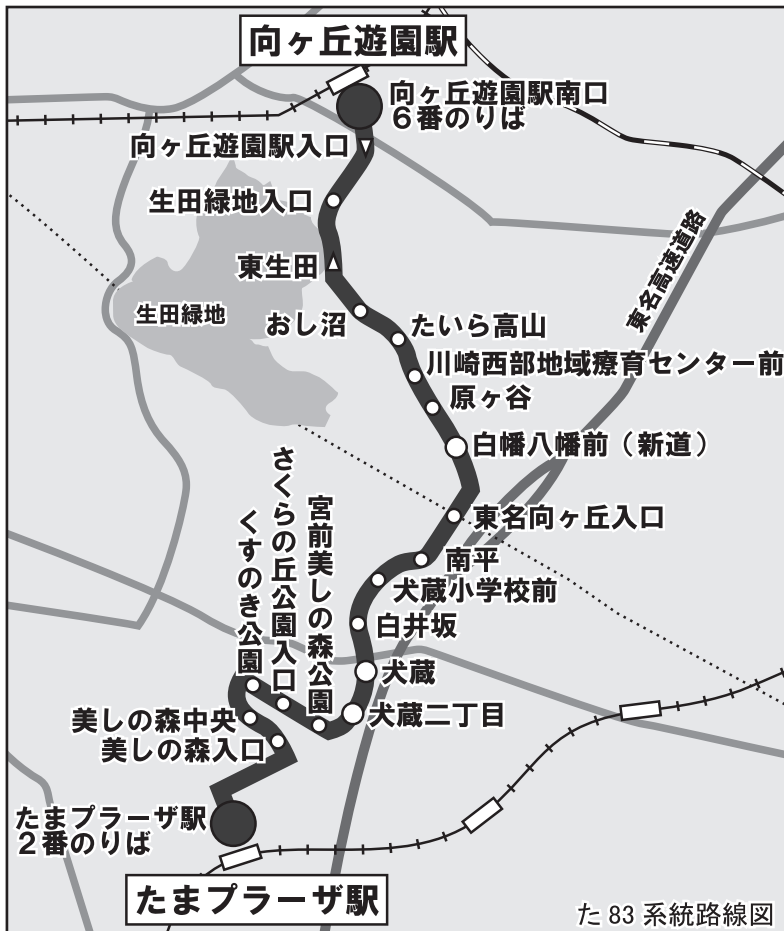 向ヶ丘遊園駅
向ヶ丘遊園駅南口
6番のりば
向ヶ丘遊園駅入口
生田緑地入口
東名高速道路
東生田
生田緑地
おし沼
たいら高山
川崎西部地域療育センター前
原ヶ谷
白幡八幡前（新道）
東名向ヶ丘入口
南平
犬蔵小学校前
白井坂
犬蔵
犬蔵二丁目
宮前美しの森公園
さくらの丘公園入口
くすのき公園
美しの森中央
美しの森入口
たまプラーザ駅
2番のりば
たまプラーザ駅
た83系統路線図